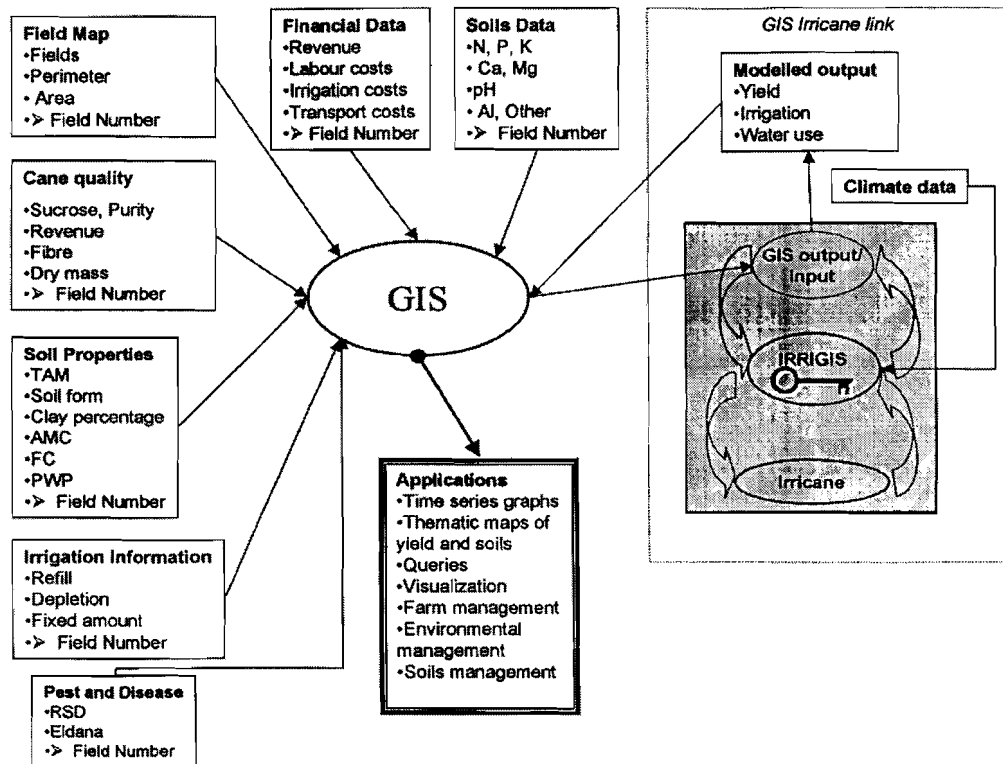 Field Map
•Fields
•Perimeter
• Area
•➢ Field Number
Financial Data
•Revenue
•Labour costs
•Irrigation costs
•Transport costs
•➢ Field Number
Soils Data
•N, P, K
• Ca, Mg
•pH
• Al, Other
•➢ Field Number
GIS Irricane link
Modelled output
•Yield
•Irrigation
•Water use
Climate data
Cane quality
•Sucrose, Purity
•Revenue
•Fibre
•Dry mass
•➢ Field Number
GIS
GIS output/
Input
IRRIGIS
Irricane
Soil Properties
•TAM
•Soil form
•Clay percentage
•AMC
•FC
•PWP
•➢ Field Number
Applications
•Time series graphs
•Thematic maps of
yield and soils
•Queries
•Visualization
•Farm management
•Environmental
management
•Soils management
Irrigation Information
•Refill
•Depletion
•Fixed amount
•➢ Field Number
Pest and Disease
•RSD
•Eldana
•➢ Field Number